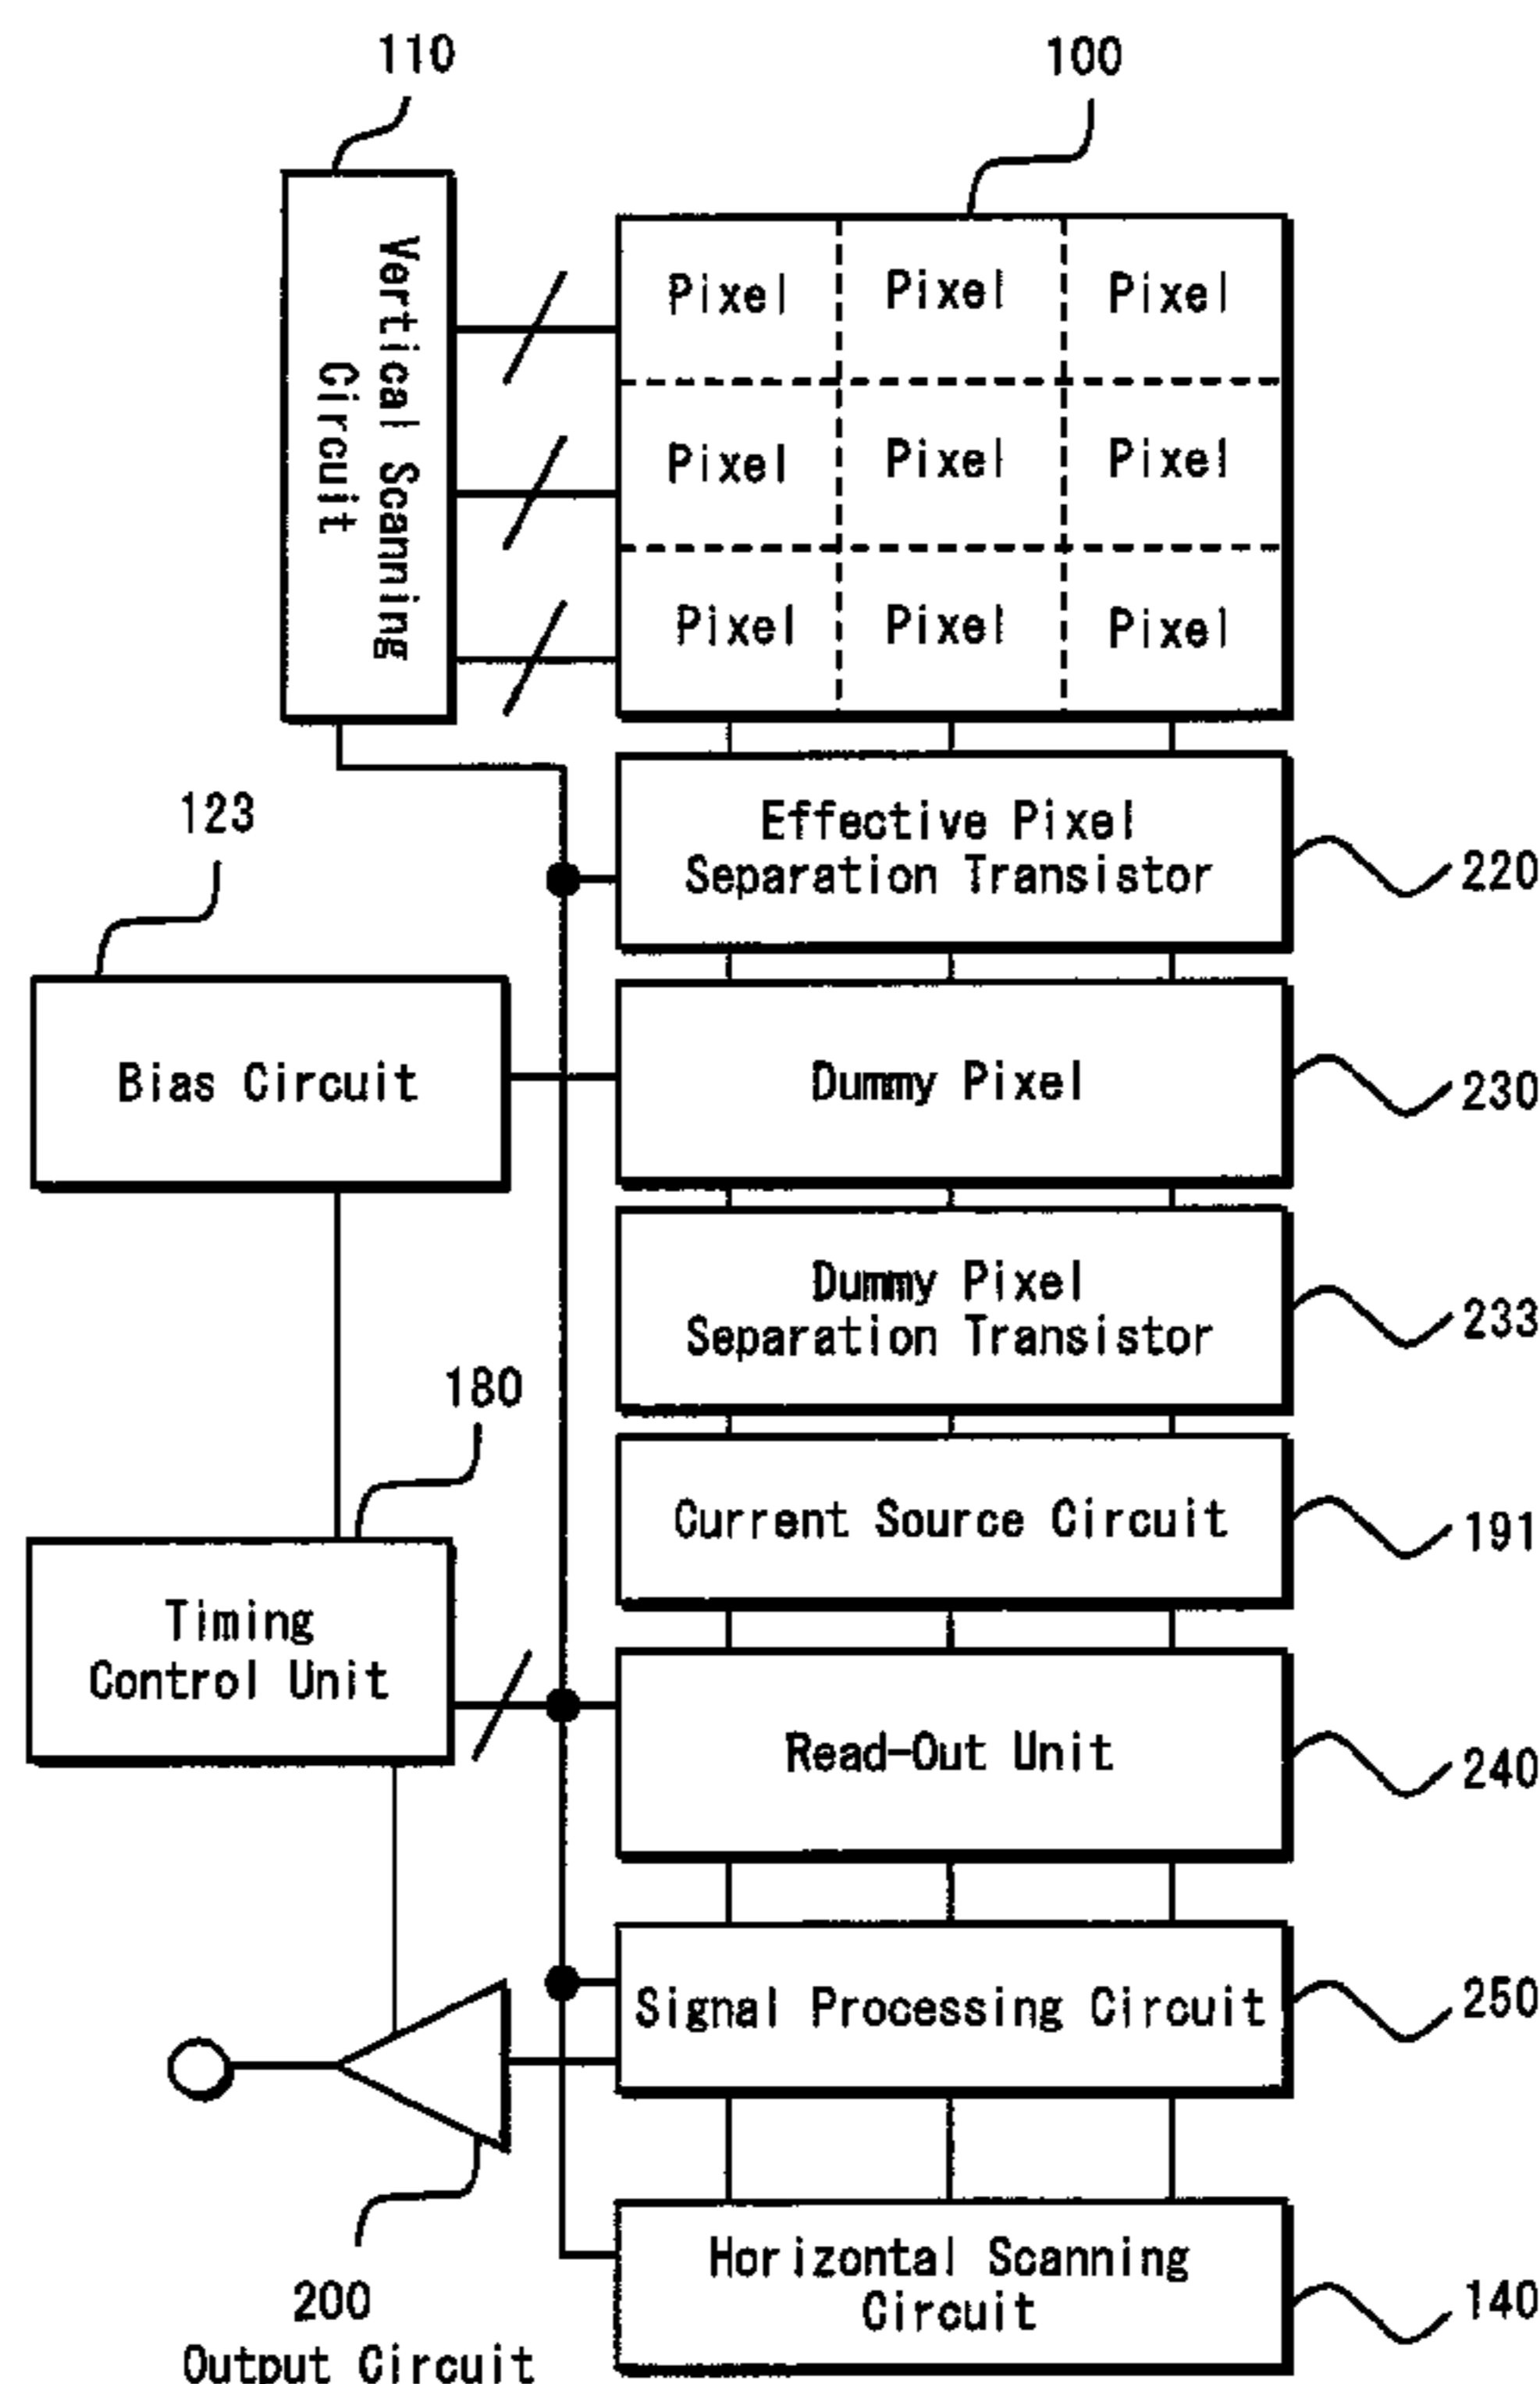 110
100
Vertical Scanning
Circuit
Pixel Pixel Pixel
Pixel Pixel Pixel
Pixel Pixel Pixel
Effective Pixel
Separation Transistor
220
123
Bias Circuit
Dummy Pixel
230
Dummy Pixel
Separation Transistor
233
180
Current Source Circuit
191
Timing
Control Unit
Read-Out Unit
240
Signal Processing Circuit
250
Horizontal Scanning
Circuit
140
200
Output Circuit